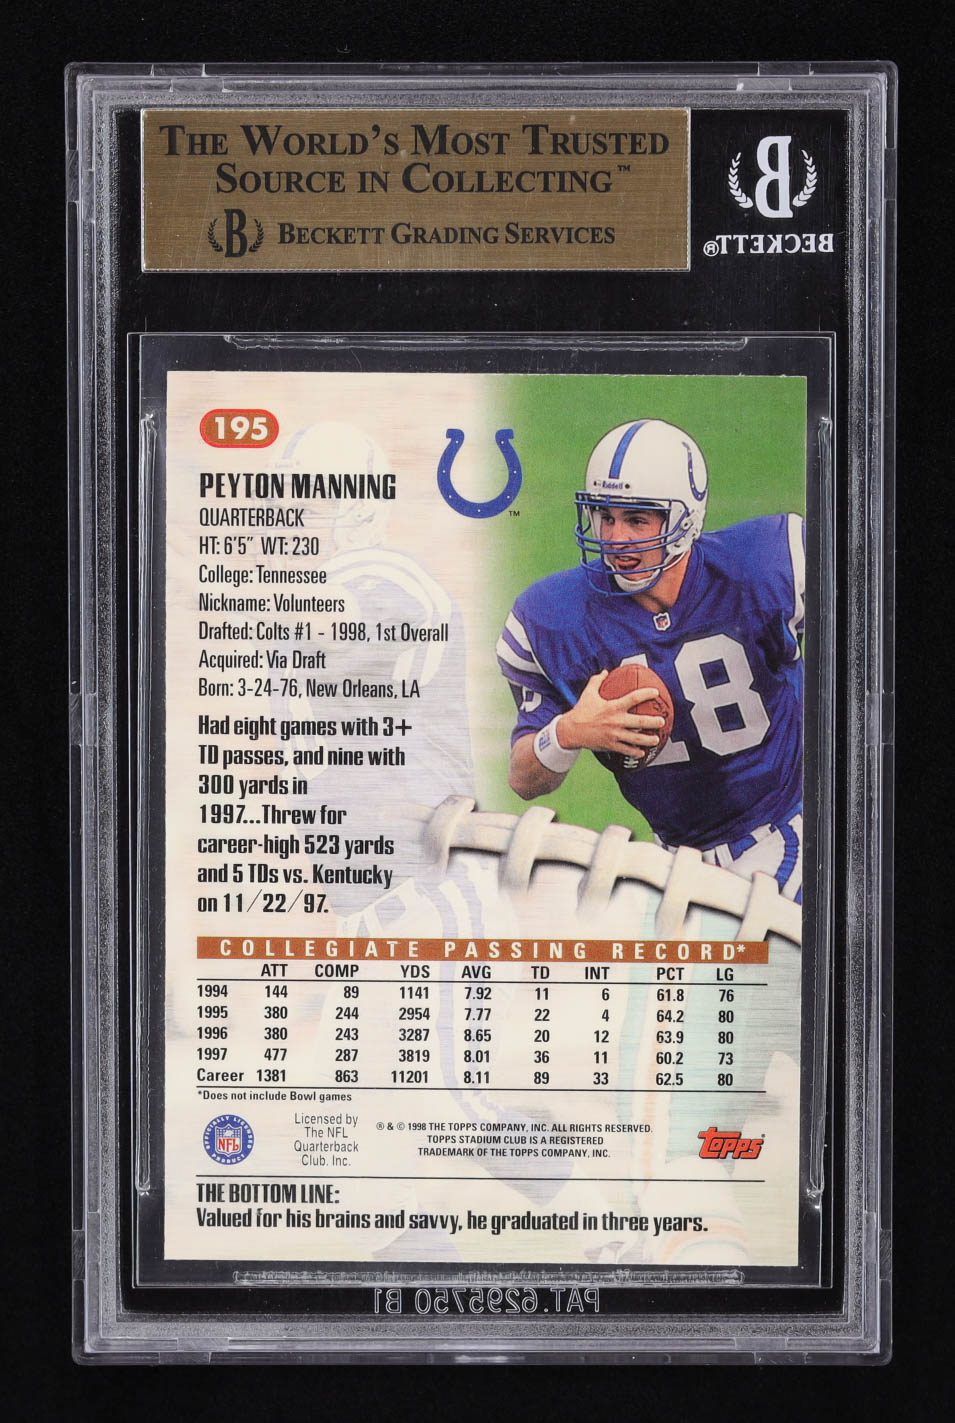 THE WORLD'S MOST TRUSTED
SOURCE IN COLLECTING™
B BECKETT GRADING SERVICES
B
BECKETT®
195
PEYTON MANNING
QUARTERBACK
HT: 6'5" WT: 230
College: Tennessee
Nickname: Volunteers
Drafted: Colts #1 - 1998, 1st Overall
Acquired: Via Draft
Born: 3-24-76, New Orleans, LA
Had eight games with 3+
TD passes, and nine with
300 yards in
1997...Threw for
career-high 523 yards
and 5 TDs vs. Kentucky
on 11/22/97.
TM
Riddell
18
COLLEGIATE PASSING RECORD*
ATT COMP YDS AVG TD INT PCT LG
1994 144 89 1141 7.92 11 6 61.8 76
1995 380 244 2954 7.77 22 4 64.2 80
1996 380 243 3287 8.65 20 12 63.9 80
1997 477 287 3819 8.01 36 11 60.2 73
Career 1381 863 11201 8.11 89 33 62.5 80
*Does not include Bowl games
OFFICIALLY LICENSED PRODUCT
NFL
Licensed by
The NFL
Quarterback
Club, Inc.
® & © 1998 THE TOPPS COMPANY, INC. ALL RIGHTS RESERVED.
TOPPS STADIUM CLUB IS A REGISTERED
TRADEMARK OF THE TOPPS COMPANY, INC.
topps
THE BOTTOM LINE:
Valued for his brains and savvy, he graduated in three years.
PAT. 6295750 B1